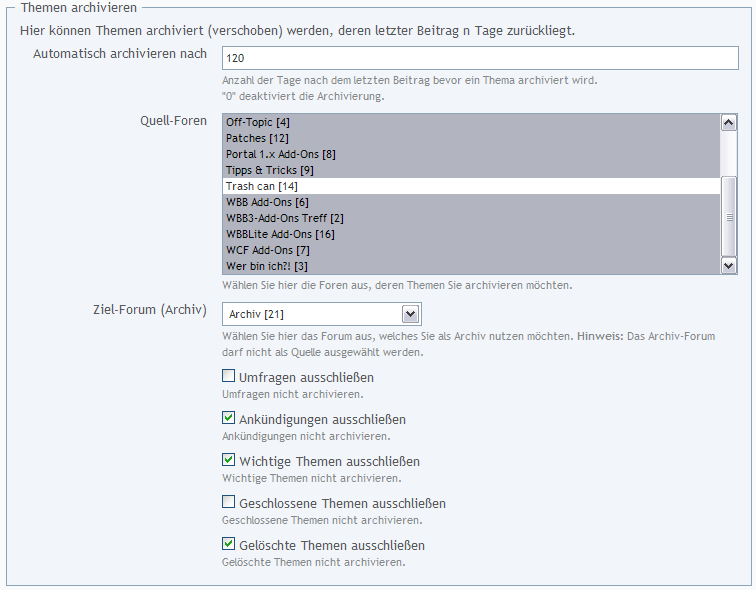 Themen archivieren
Hier können Themen archiviert (verschoben) werden, deren letzter Beitrag n Tage zurückliegt.
Automatisch archivieren nach
120
Anzahl der Tage nach dem letzten Beitrag bevor ein Thema archiviert wird.
"0" deaktiviert die Archivierung.
Quell-Foren
Off-Topic [4]
Patches [12]
Portal 1.x Add-Ons [8]
Tipps & Tricks [9]
Trash can [14]
WBB Add-Ons [6]
WBB3-Add-Ons Treff [2]
WBBLite Add-Ons [16]
WCF Add-Ons [7]
Wer bin ich?! [3]
Wählen Sie hier die Foren aus, deren Themen Sie archivieren möchten.
Ziel-Forum (Archiv)
Archiv [21]
Wählen Sie hier das Forum aus, welches Sie als Archiv nutzen möchten. Hinweis: Das Archiv-Forum
darf nicht als Quelle ausgewählt werden.
Umfragen ausschließen
Umfragen nicht archivieren.
Ankündigungen ausschließen
Ankündigungen nicht archivieren.
Wichtige Themen ausschließen
Wichtige Themen nicht archivieren.
Geschlossene Themen ausschließen
Geschlossene Themen nicht archivieren.
Gelöschte Themen ausschließen
Gelöschte Themen nicht archivieren.